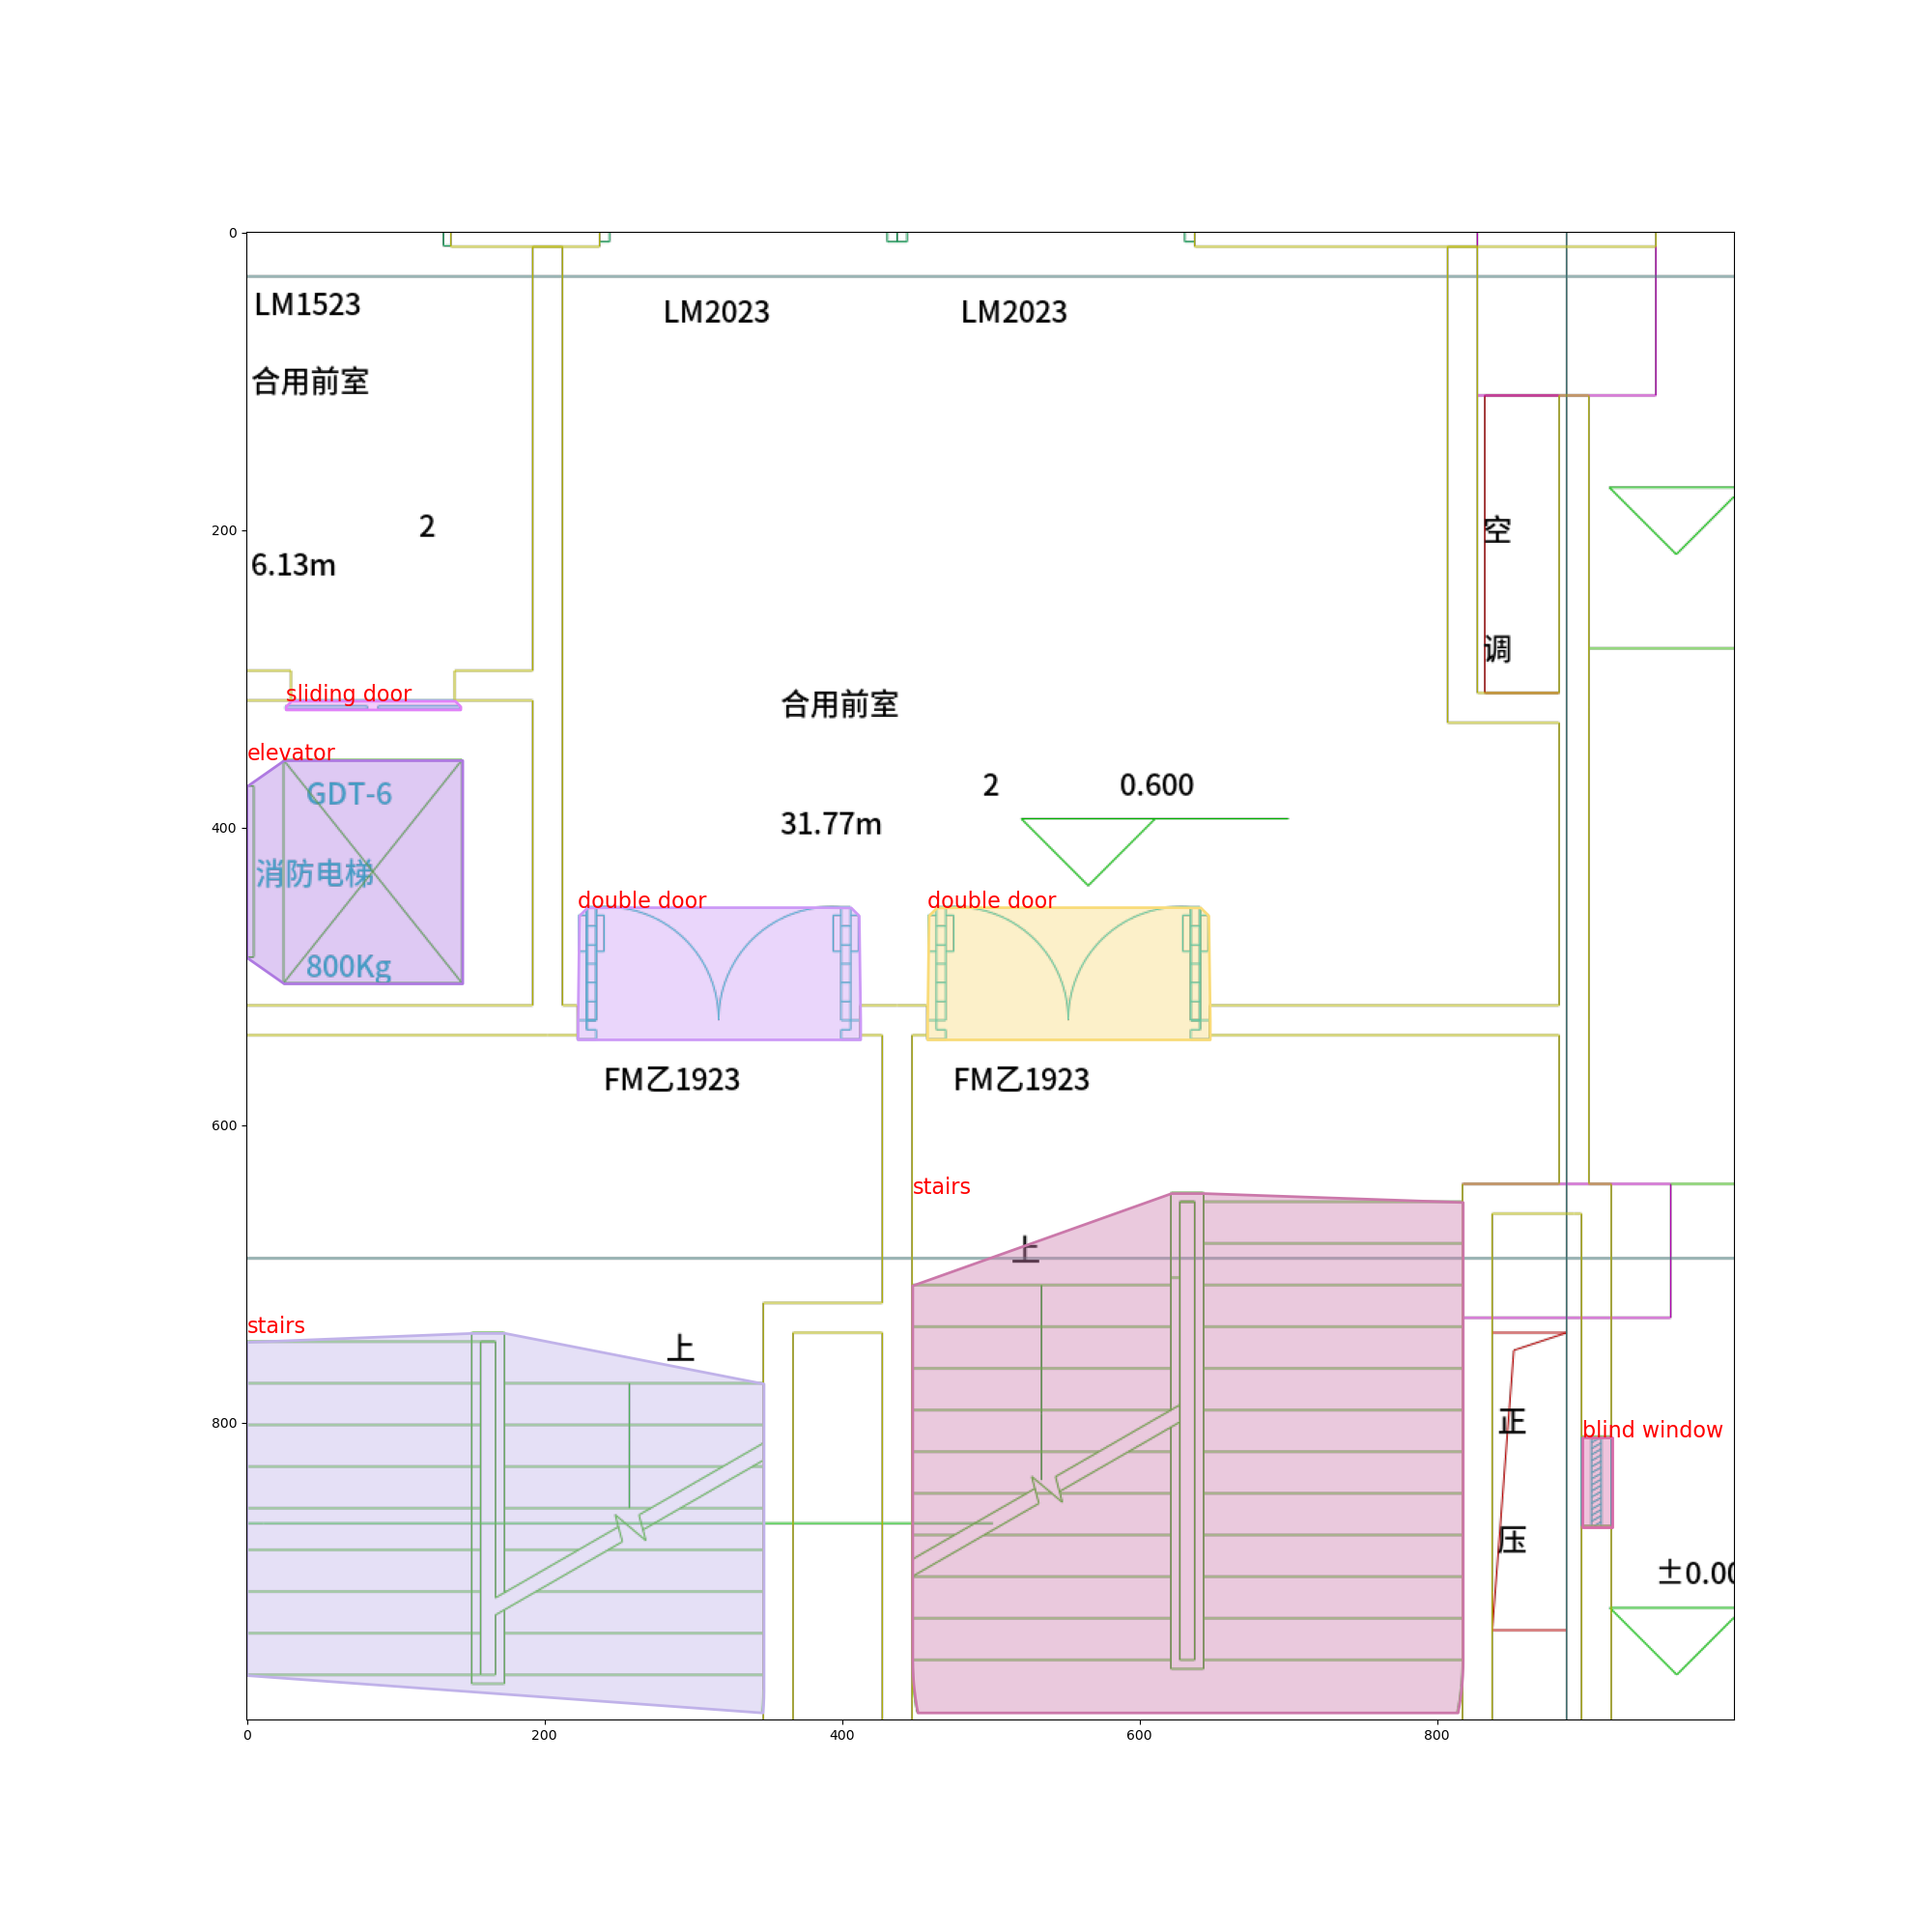 0
LM1523
LM2023
LM2023
合用前室
空
200
2
6.13m
调
sliding door
合用前室
elevator
GDT-6
2
0.600
400
31.77m
消防电梯
double door
double door
800Kg
FM乙1923
FM乙1923
600
stairs
上
stairs
上
800
正
blind window
压
±0.00
0
200
400
600
800